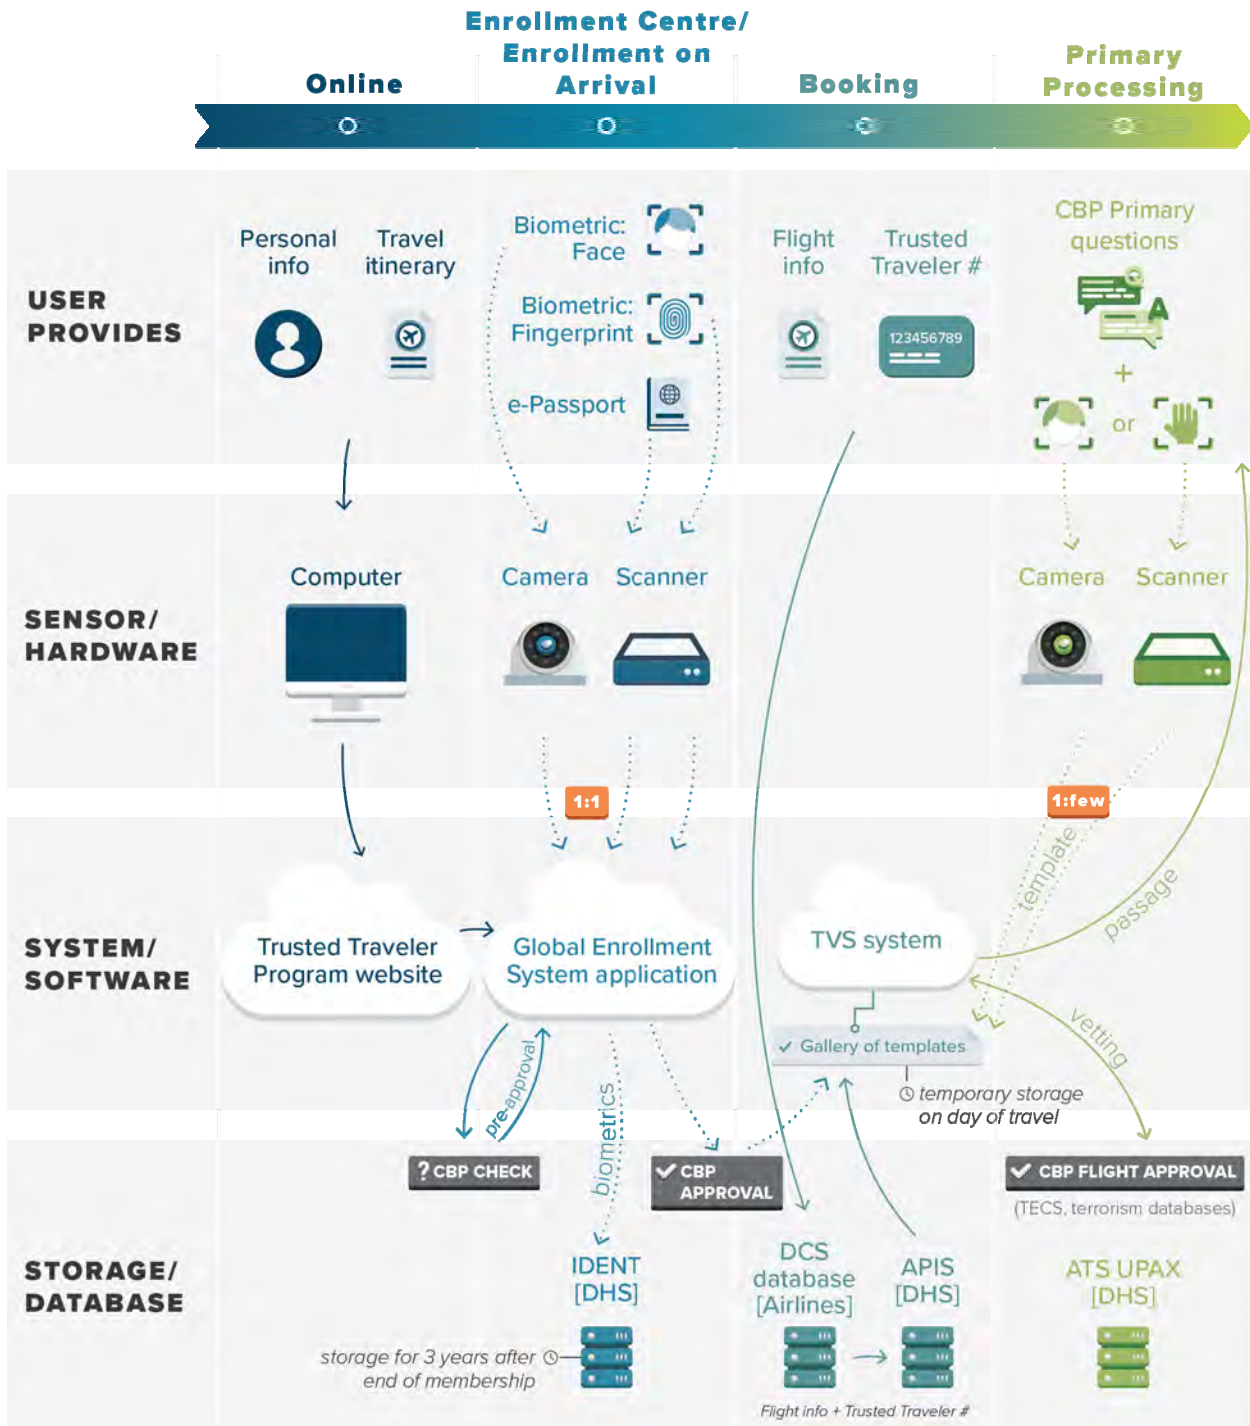 Enrollment Centre/
Enrollment on
Arrival
Online
Booking
Primary
Processing
USER
PROVIDES
Personal
info
Travel
itinerary
Biometric:
Face
Biometric:
Fingerprint
e-Passport
Flight
info
Trusted
Traveler #
123456789
CBP Primary
questions
A
+
or
SENSOR/
HARDWARE
Computer
Camera
Scanner
Camera
Scanner
1:1
1:few
SYSTEM/
SOFTWARE
Trusted Traveler
Program website
Global Enrollment
System application
TVS system
Gallery of templates
temporary storage
on day of travel
template
passage
vetting
pre-approval
biometrics
STORAGE/
DATABASE
? CBP CHECK
CBP
APPROVAL
CBP FLIGHT APPROVAL
(TECS, terrorism databases)
IDENT
[DHS]
storage for 3 years after
end of membership
DCS
database
[Airlines]
APIS
[DHS]
Flight info + Trusted Traveler #
ATS UPAX
[DHS]